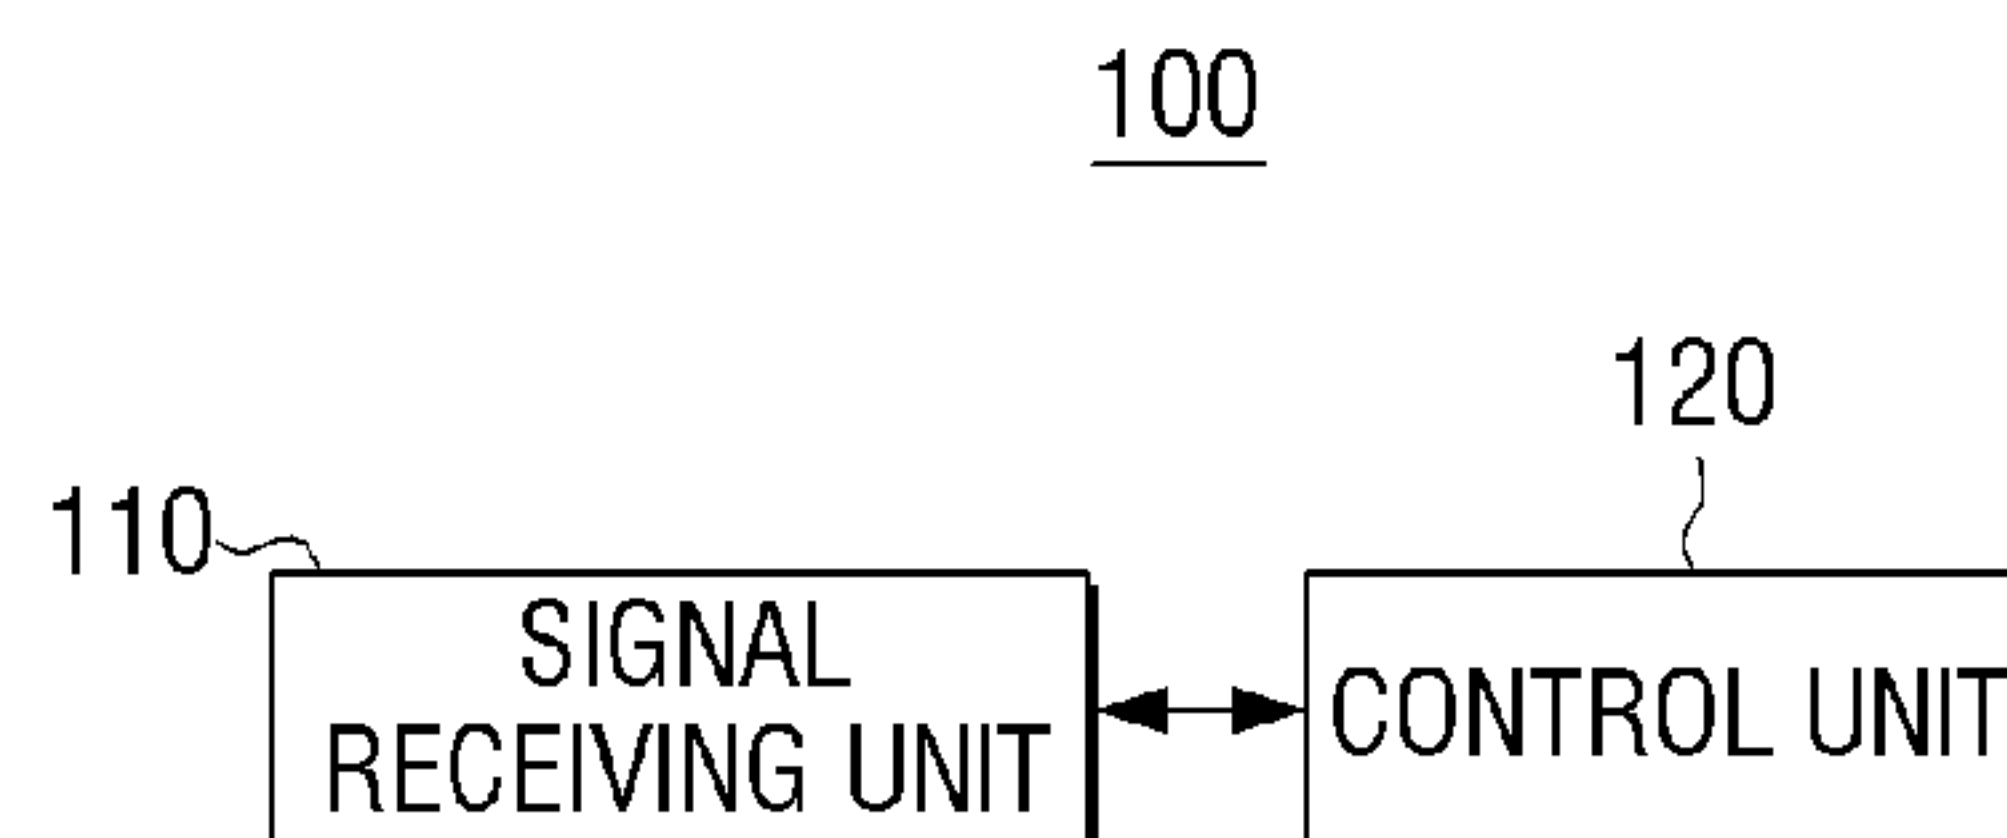 100
120
110
SIGNAL
RECEIVING UNIT
CONTROL UNIT